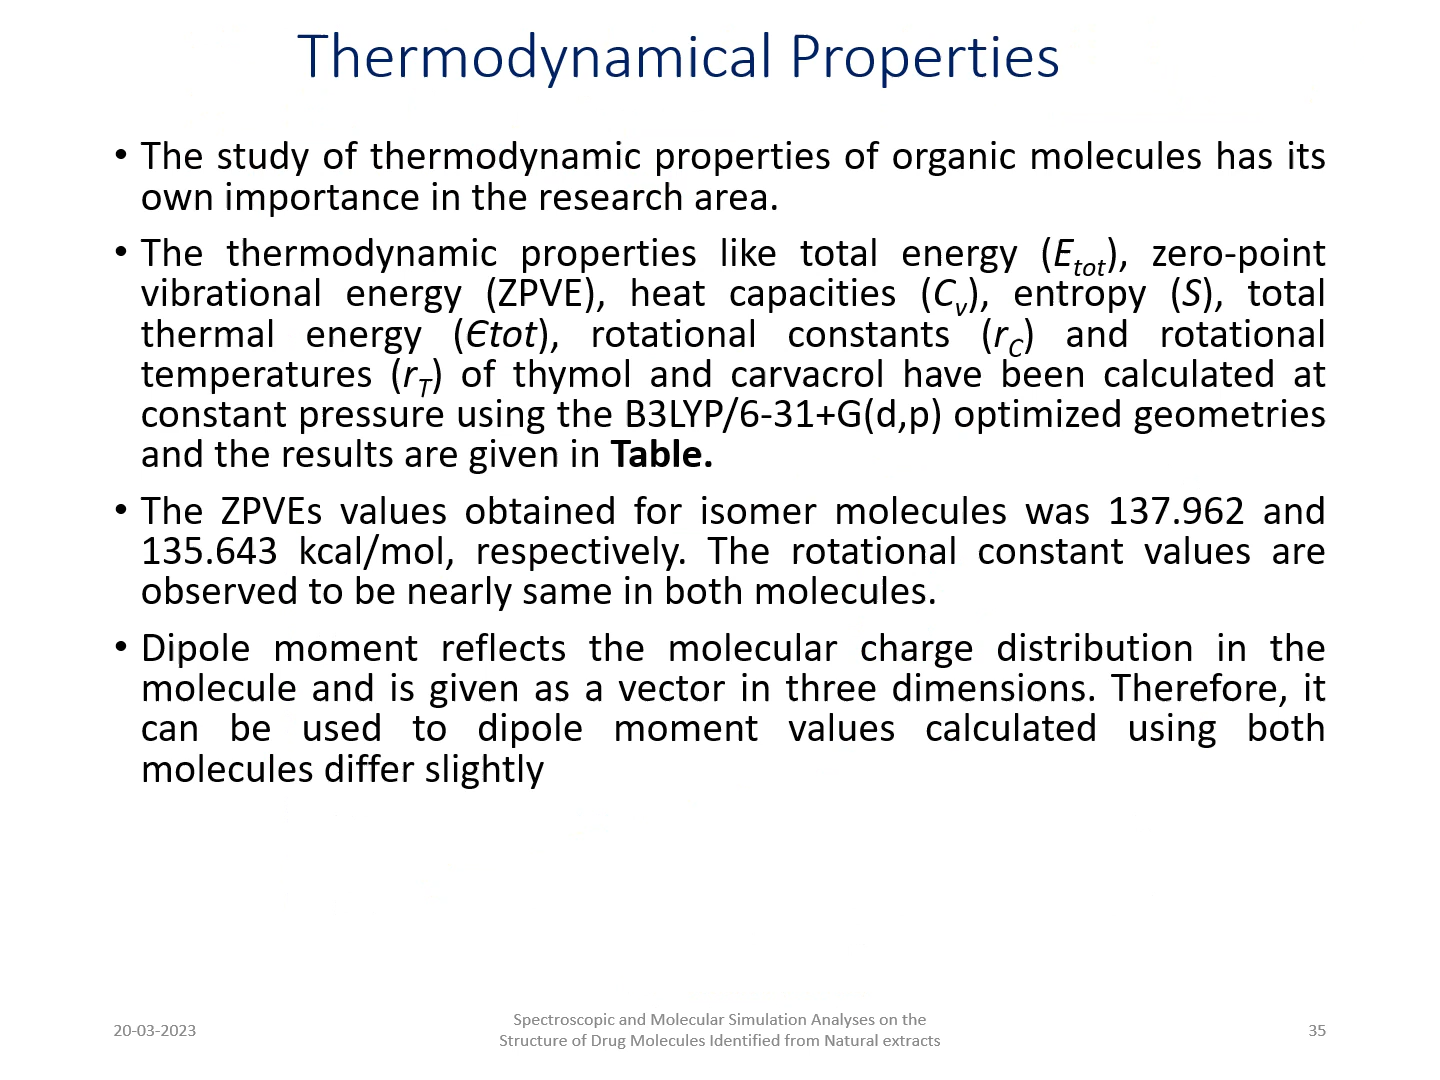 Thermodynamical Properties
• The study of thermodynamic properties of organic molecules has its
own importance in the research area.
• The thermodynamic properties like total energy (Etot), zero-point
vibrational energy (ZPVE), heat capacities (Cv), entropy (S), total
thermal energy (Єtot), rotational constants (rC) and rotational
temperatures (rT) of thymol and carvacrol have been calculated at
constant pressure using the B3LYP/6-31+G(d,p) optimized geometries
and the results are given in Table.
• The ZPVEs values obtained for isomer molecules was 137.962 and
135.643 kcal/mol, respectively. The rotational constant values are
observed to be nearly same in both molecules.
• Dipole moment reflects the molecular charge distribution in the
molecule and is given as a vector in three dimensions. Therefore, it
can be used to dipole moment values calculated using both
molecules differ slightly
20-03-2023
Spectroscopic and Molecular Simulation Analyses on the
Structure of Drug Molecules Identified from Natural extracts
35